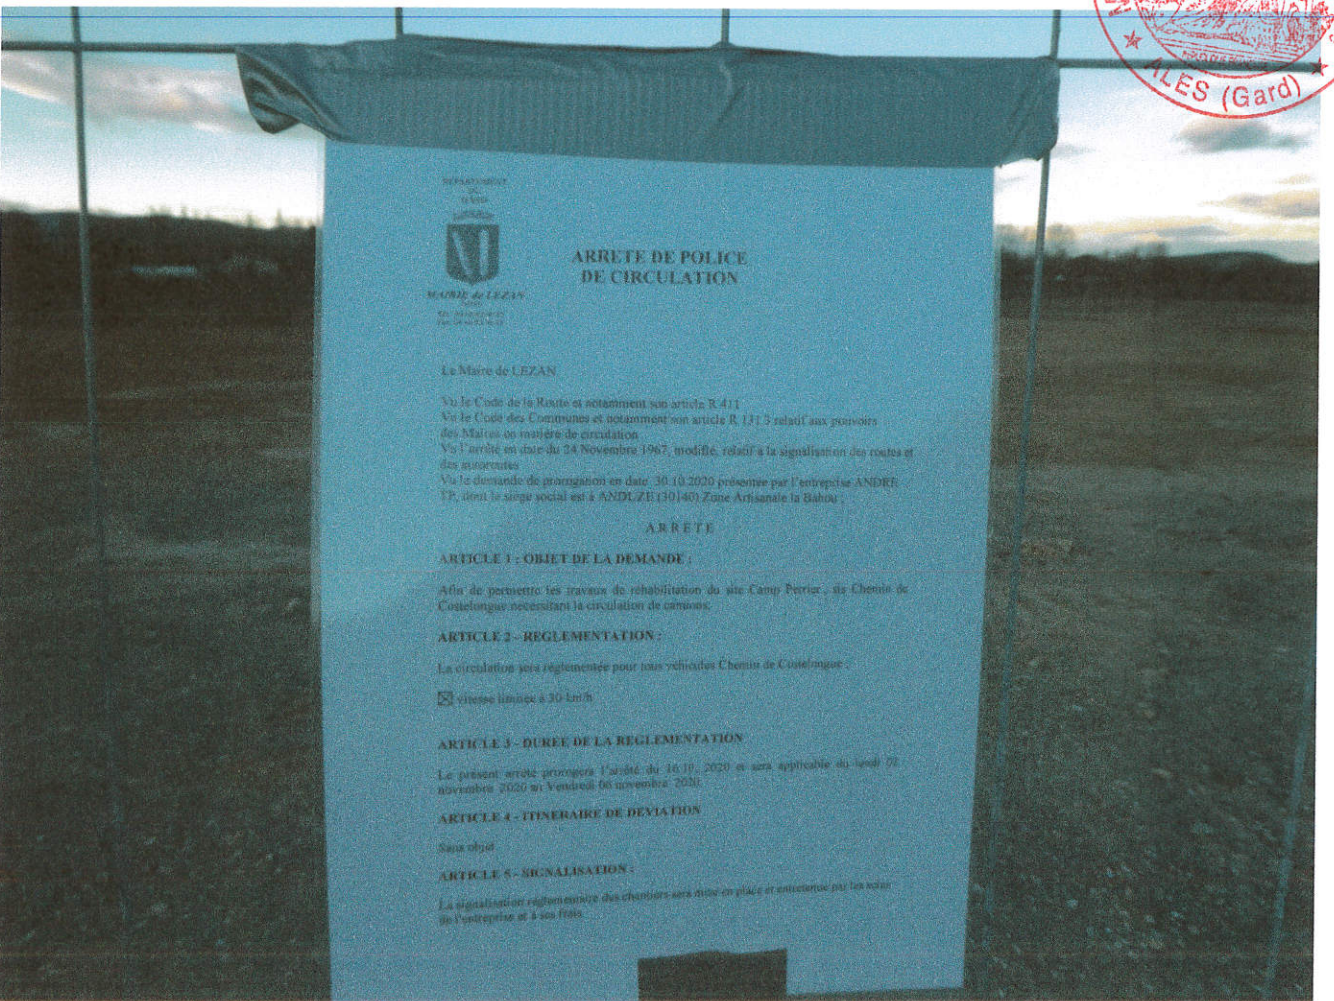 ALES (Gard)
DEPARTEMENT
DU
GARD
MAIRIE de LEZAN
ARRETE DE POLICE
DE CIRCULATION
Le Maire de LEZAN
Vu le Code de la Route et notamment son article R 411
Vu le Code des Communes et notamment son article R 131 3 relatif aux pouvoirs
des Maires en matière de circulation
Vu l'arrêté en date du 24 Novembre 1967, modifié, relatif à la signalisation des routes et
des autoroutes
Vu la demande de prorogation en date 30.10.2020 présentée par l'entreprise ANDRE
TP, dont le siège social est à ANDUZE (30140) Zone Artisanale la Bahou ;
ARRETE
ARTICLE 1 : OBJET DE LA DEMANDE :
Afin de permettre les travaux de réhabilitation du site Camp Perrier, sis Chemin de
Costelongue nécessitant la circulation de camions.
ARTICLE 2 - REGLEMENTATION :
La circulation sera réglementée pour tous véhicules Chemin de Costelongue ;
☒ vitesse limitée à 30 km/h
ARTICLE 3 - DURÉE DE LA REGLEMENTATION
Le présent arrêté prorogera l'arrêté du 16.10. 2020 et sera applicable du lundi 02
novembre 2020 au Vendredi 06 novembre 2020.
ARTICLE 4 - ITINERAIRE DE DEVIATION
Sans objet
ARTICLE 5 - SIGNALISATION :
La signalisation réglementaire des chantiers sera mise en place et entretenue par les soins
de l'entreprise et à ses frais